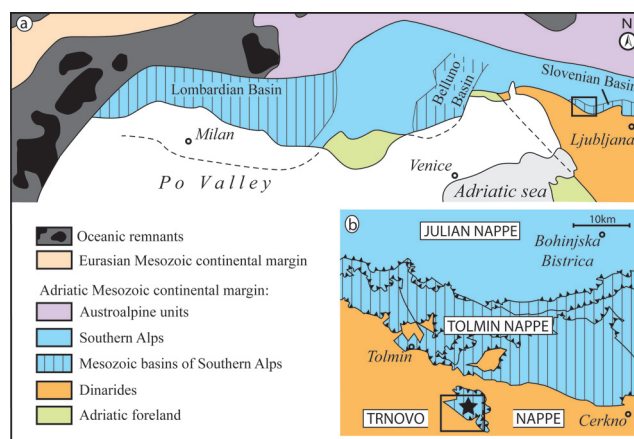 a
N
Lombardian Basin
Belluno
Basin
Slovenian Basin
Milan
Ljubljana
Venice
Po Valley
Adriatic sea
Oceanic remnants
Eurasian Mesozoic continental margin
Adriatic Mesozoic continental margin:
Austroalpine units
Southern Alps
Mesozoic basins of Southern Alps
Dinarides
Adriatic foreland
b
10km
JULIAN NAPPE
Bohinjska
Bistrica
TOLMIN NAPPE
Tolmin
TRNOVO NAPPE
Cerkno